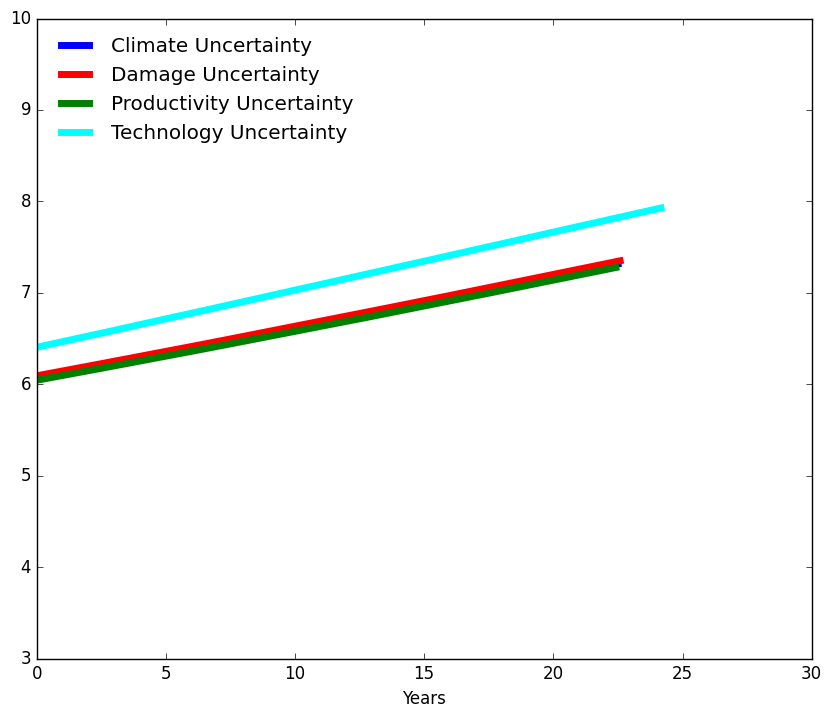 10
9
8
7
6
5
4
3
Climate Uncertainty
Damage Uncertainty
Productivity Uncertainty
Technology Uncertainty
0 5 10 15 20 25 30
Years